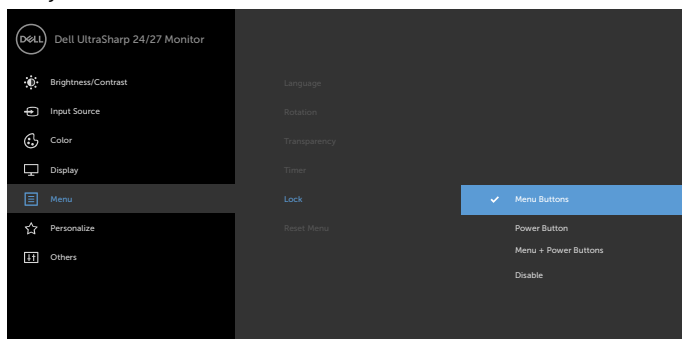 DELL
Dell UltraSharp 24/27 Monitor
Brightness/Contrast
Input Source
Color
Display
Menu
Personalize
Others
Language
Rotation
Transparency
Timer
Lock
Reset Menu
Menu Buttons
Power Button
Menu + Power Buttons
Disable